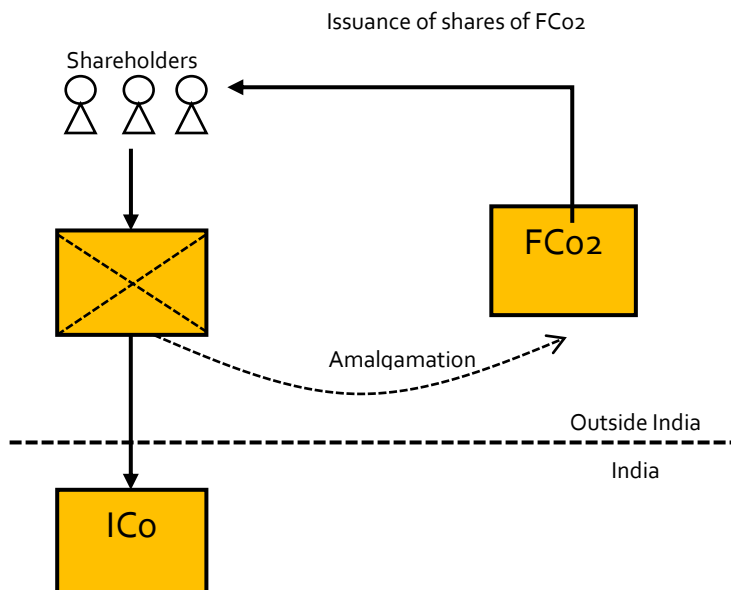 Issuance of shares of FCo2
Shareholders
FCo2
Amalgamation
Outside India
India
ICo